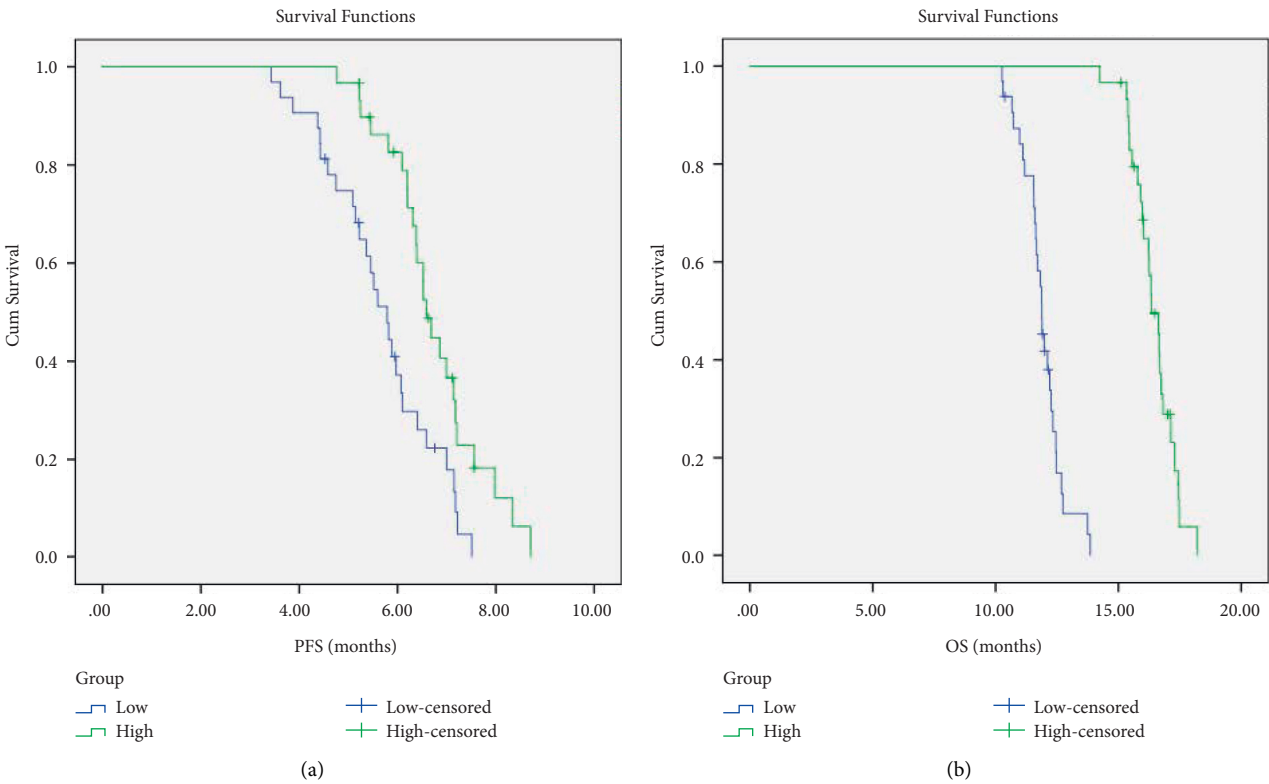 Survival Functions
1.0
0.8
0.6
0.4
0.2
0.0
Cum Survival
.00 2.00 4.00 6.00 8.00 10.00
PFS (months)
Group
Low Low-censored
High High-censored
(a)
Survival Functions
1.0
0.8
0.6
0.4
0.2
0.0
Cum Survival
.00 5.00 10.00 15.00 20.00
OS (months)
Group
Low Low-censored
High High-censored
(b)